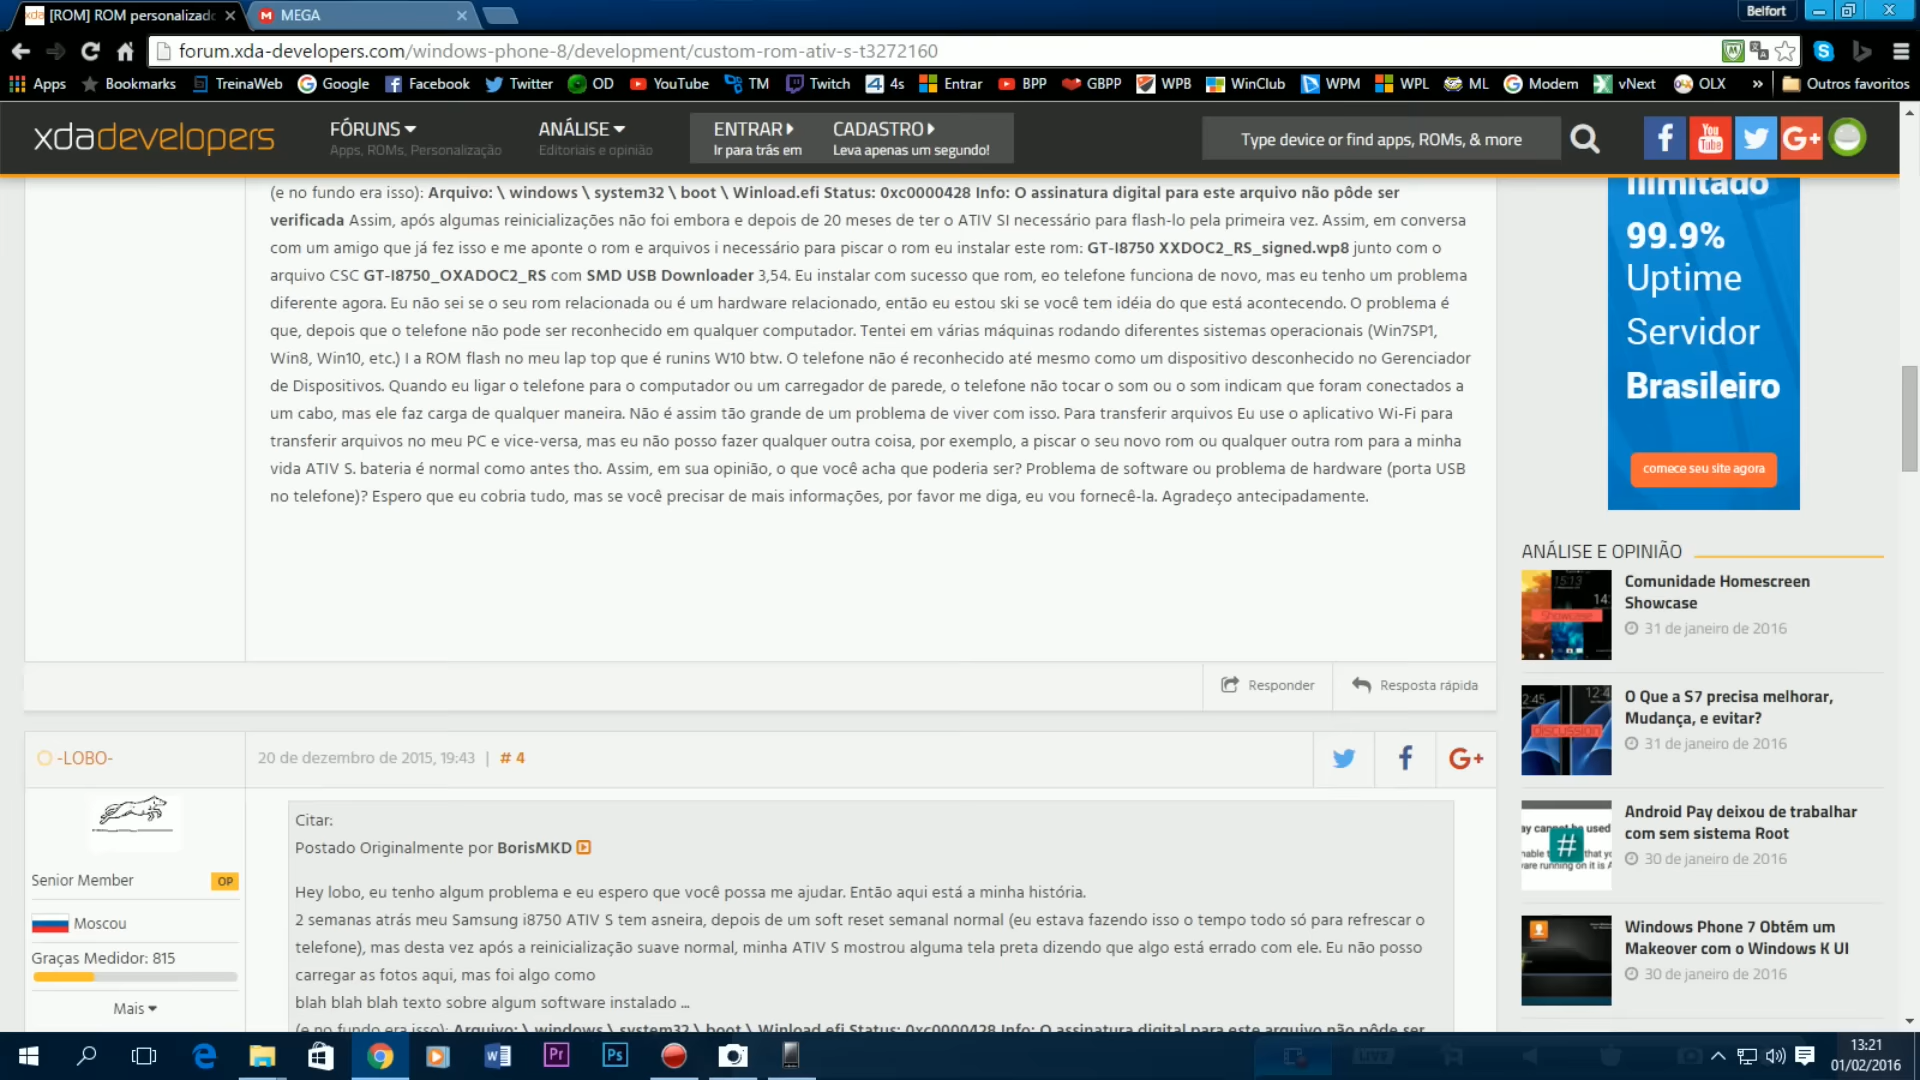 [ROM] ROM personalizado
MEGA
Belfort
forum.xda-developers.com/windows-phone-8/development/custom-rom-ativ-s-t3272160
Apps Bookmarks TreinaWeb Google Facebook Twitter OD YouTube TM Twitch 4s Entrar BPP GBPP WPB WinClub WPM WPL ML Modem vNext OLX » Outros favoritos
xdadevelopers
FÓRUNS
Apps, ROMs, Personalização
ANÁLISE
Editoriais e opinião
ENTRAR
Ir para trás em
CADASTRO
Leva apenas um segundo!
Type device or find apps, ROMs, & more
(e no fundo era isso): Arquivo: \ windows \ system32 \ boot \ Winload.efi Status: 0xc0000428 Info: O assinatura digital para este arquivo não pôde ser
verificada Assim, após algumas reinicializações não foi embora e depois de 20 meses de ter o ATIV SI necessário para flash-lo pela primeira vez. Assim, em conversa
com um amigo que já fez isso e me aponte o rom e arquivos i necessário para piscar o rom eu instalar este rom: GT-I8750 XXDOC2_RS_signed.wp8 junto com o
arquivo CSC GT-I8750_OXADOC2_RS com SMD USB Downloader 3,54. Eu instalar com sucesso que rom, eo telefone funciona de novo, mas eu tenho um problema
diferente agora. Eu não sei se o seu rom relacionada ou é um hardware relacionado, então eu estou ski se você tem idéia do que está acontecendo. O problema é
que, depois que o telefone não pode ser reconhecido em qualquer computador. Tentei em várias máquinas rodando diferentes sistemas operacionais (Win7SP1,
Win8, Win10, etc.) I a ROM flash no meu lap top que é runins W10 btw. O telefone não é reconhecido até mesmo como um dispositivo desconhecido no Gerenciador
de Dispositivos. Quando eu ligar o telefone para o computador ou um carregador de parede, o telefone não tocar o som ou o som indicam que foram conectados a
um cabo, mas ele faz carga de qualquer maneira. Não é assim tão grande de um problema de viver com isso. Para transferir arquivos Eu use o aplicativo Wi-Fi para
transferir arquivos no meu PC e vice-versa, mas eu não posso fazer qualquer outra coisa, por exemplo, a piscar o seu novo rom ou qualquer outra rom para a minha
vida ATIV S. bateria é normal como antes tho. Assim, em sua opinião, o que você acha que poderia ser? Problema de software ou problema de hardware (porta USB
no telefone)? Espero que eu cobria tudo, mas se você precisar de mais informações, por favor me diga, eu vou fornecê-la. Agradeço antecipadamente.
Responder
Resposta rápida
-LOBO-
20 de dezembro de 2015, 19:43 | # 4
Senior Member OP
Moscou
Graças Medidor: 815
Mais
Citar:
Postado Originalmente por BorisMKD
Hey lobo, eu tenho algum problema e eu espero que você possa me ajudar. Então aqui está a minha história.
2 semanas atrás meu Samsung i8750 ATIV S tem asneira, depois de um soft reset semanal normal (eu estava fazendo isso o tempo todo só para refrescar o
telefone), mas desta vez após a reinicialização suave normal, minha ATIV S mostrou alguma tela preta dizendo que algo está errado com ele. Eu não posso
carregar as fotos aqui, mas foi algo como
blah blah blah texto sobre algum software instalado ...
(e no fundo era isso): Arquivo: \ windows \ system32 \ boot \ Winload.efi Status: 0xc0000428 Info: O assinatura digital para este arquivo não pôde ser
Ilimitado
99.9%
Uptime
Servidor
Brasileiro
comece seu site agora
ANÁLISE E OPINIÃO
Comunidade Homescreen
Showcase
31 de janeiro de 2016
O Que a S7 precisa melhorar,
Mudança, e evitar?
31 de janeiro de 2016
Android Pay deixou de trabalhar
com sem sistema Root
30 de janeiro de 2016
Windows Phone 7 Obtém um
Makeover com o Windows K UI
30 de janeiro de 2016
13:21
01/02/2016